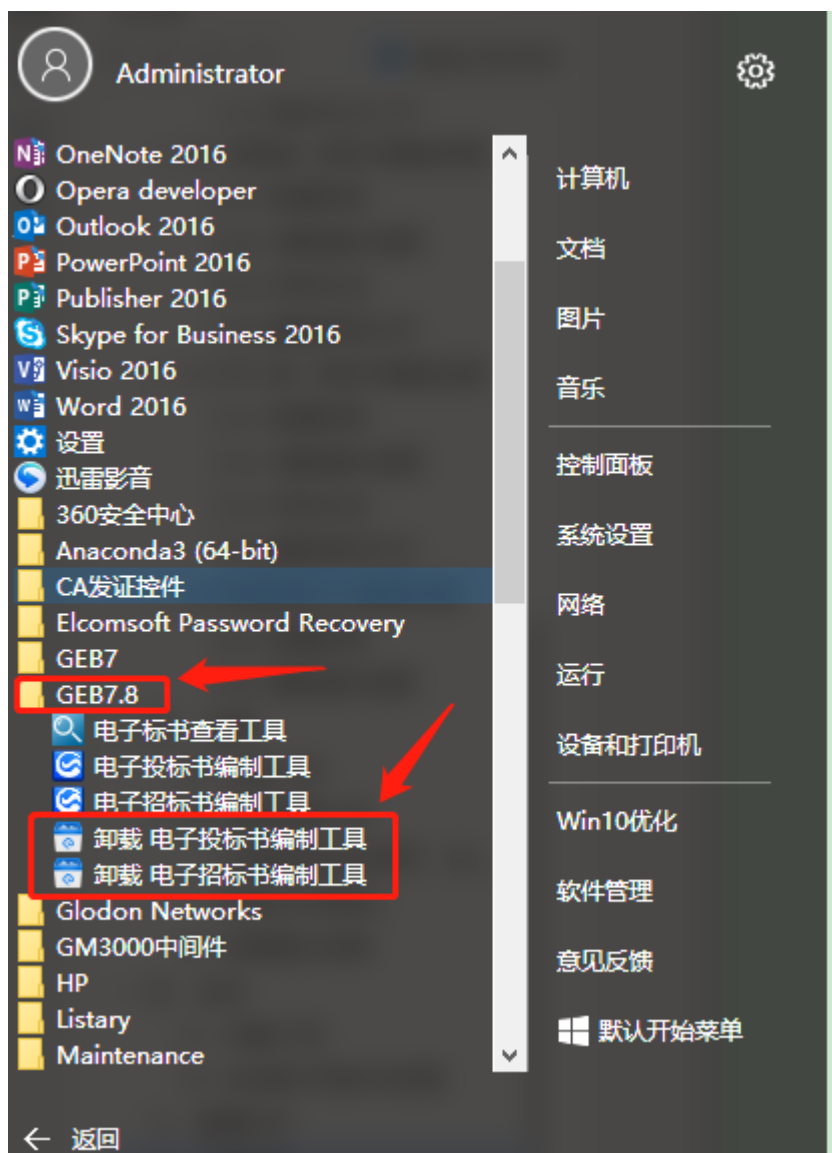 Administrator
OneNote 2016
Opera developer
Outlook 2016
PowerPoint 2016
Publisher 2016
Skype for Business 2016
Visio 2016
Word 2016
设置
迅雷影音
360安全中心
Anaconda3 (64-bit)
CA发证控件
Elcomsoft Password Recovery
GEB7
GEB7.8
电子标书查看工具
电子投标书编制工具
电子招标书编制工具
卸载 电子投标书编制工具
卸载 电子招标书编制工具
Glodon Networks
GM3000中间件
HP
Listary
Maintenance
返回
计算机
文档
图片
音乐
控制面板
系统设置
网络
运行
设备和打印机
Win10优化
软件管理
意见反馈
默认开始菜单